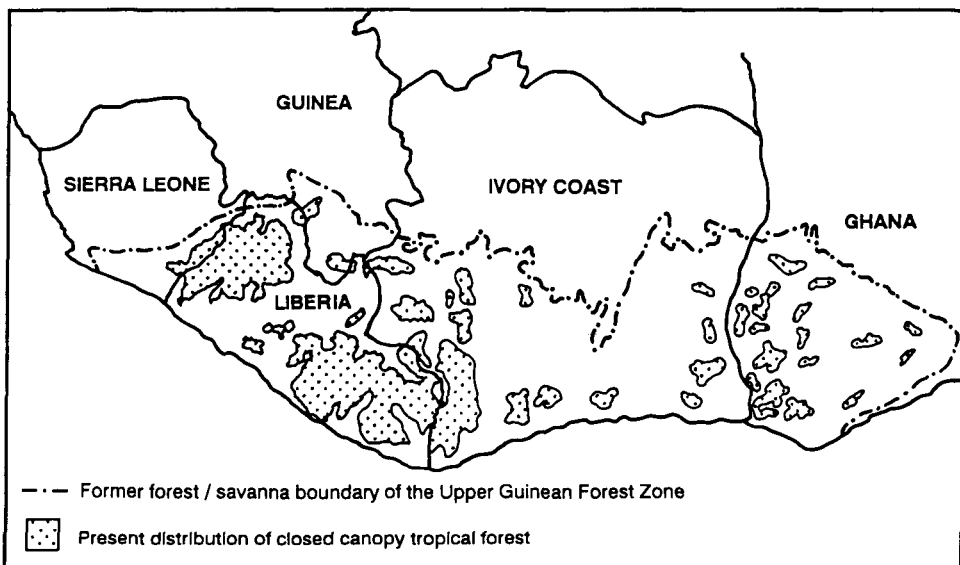 GUINEA
SIERRA LEONE
IVORY COAST
GHANA
LIBERIA
Former forest / savanna boundary of the Upper Guinean Forest Zone
Present distribution of closed canopy tropical forest